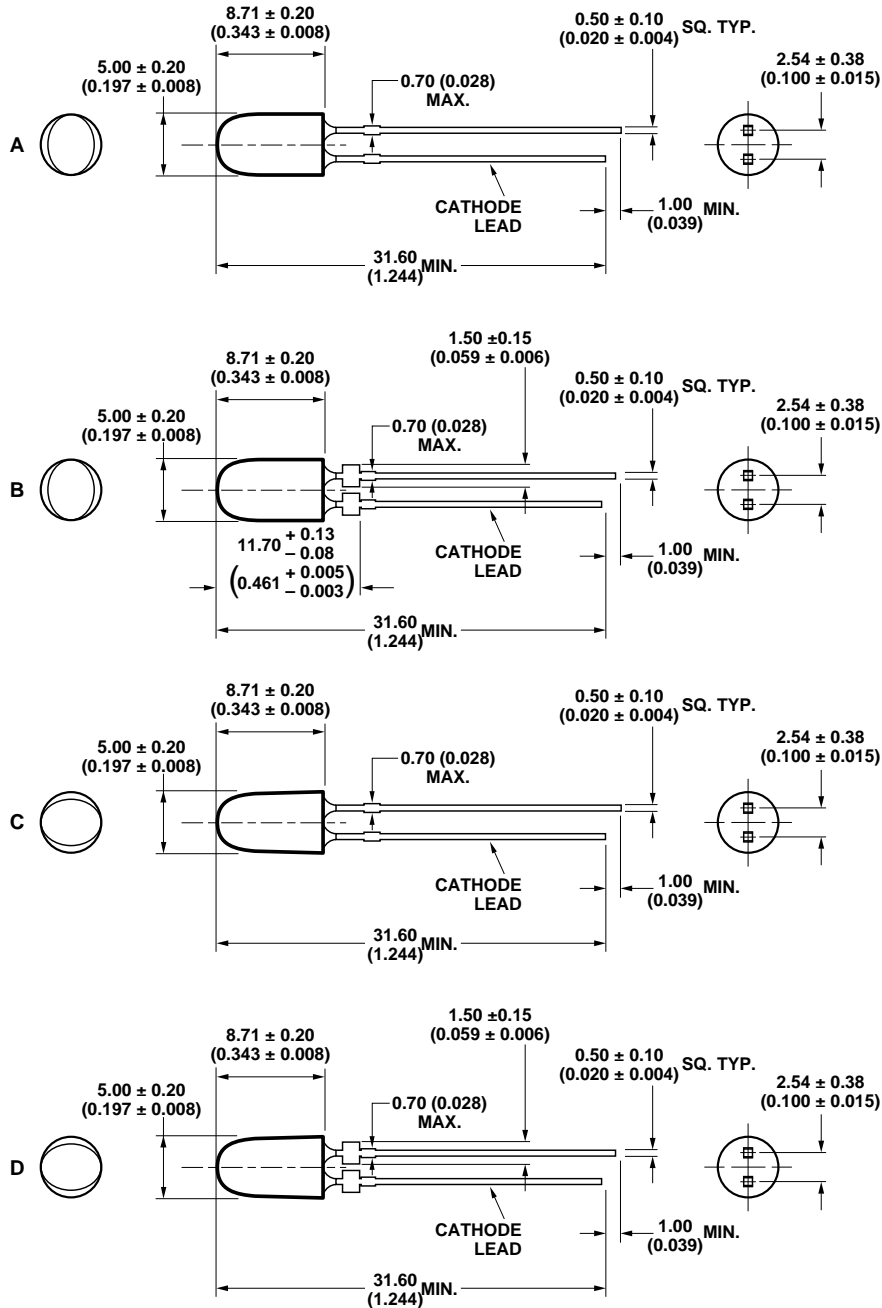 8.71 ± 0.20
(0.343 ± 0.008)
0.50 ± 0.10
(0.020 ± 0.004)
SQ. TYP.
2.54 ± 0.38
(0.100 ± 0.015)
5.00 ± 0.20
(0.197 ± 0.008)
0.70 (0.028)
MAX.
A
CATHODE
LEAD
1.00
(0.039)
MIN.
31.60
(1.244)
MIN.
1.50 ±0.15
(0.059 ± 0.006)
8.71 ± 0.20
(0.343 ± 0.008)
0.50 ± 0.10
(0.020 ± 0.004)
SQ. TYP.
2.54 ± 0.38
(0.100 ± 0.015)
5.00 ± 0.20
(0.197 ± 0.008)
0.70 (0.028)
MAX.
B
11.70 + 0.13
– 0.08
(0.461 + 0.005
– 0.003)
CATHODE
LEAD
1.00
(0.039)
MIN.
31.60
(1.244)
MIN.
8.71 ± 0.20
(0.343 ± 0.008)
0.50 ± 0.10
(0.020 ± 0.004)
SQ. TYP.
2.54 ± 0.38
(0.100 ± 0.015)
5.00 ± 0.20
(0.197 ± 0.008)
0.70 (0.028)
MAX.
C
CATHODE
LEAD
1.00
(0.039)
MIN.
31.60
(1.244)
MIN.
1.50 ±0.15
(0.059 ± 0.006)
8.71 ± 0.20
(0.343 ± 0.008)
0.50 ± 0.10
(0.020 ± 0.004)
SQ. TYP.
2.54 ± 0.38
(0.100 ± 0.015)
5.00 ± 0.20
(0.197 ± 0.008)
0.70 (0.028)
MAX.
D
CATHODE
LEAD
1.00
(0.039)
MIN.
31.60
(1.244)
MIN.